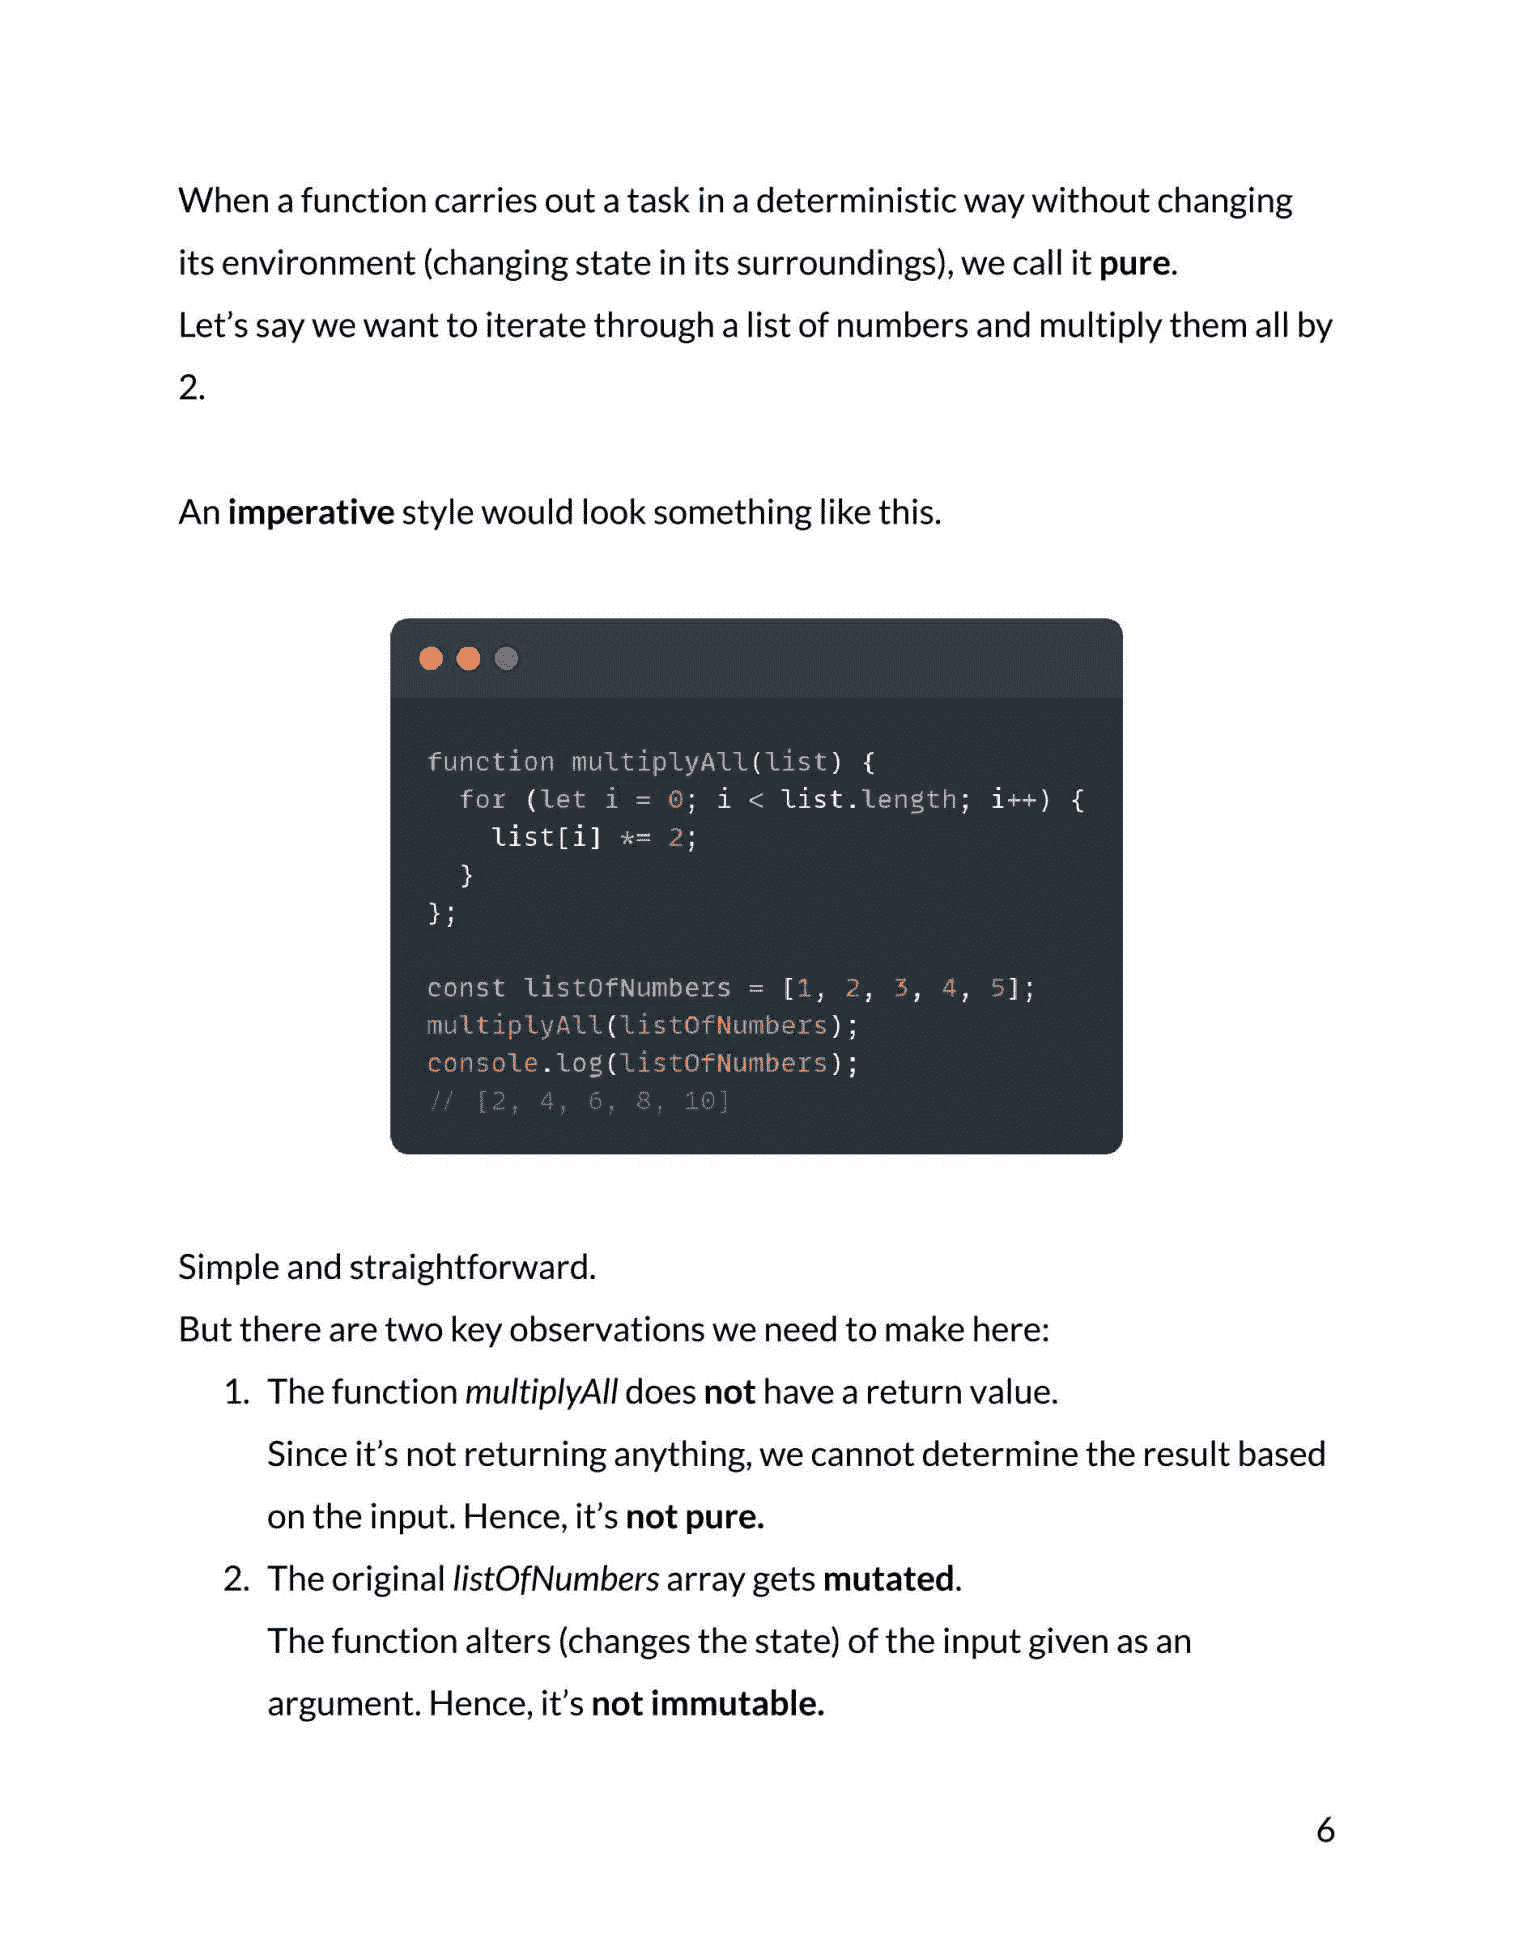 When a function carries out a task in a deterministic way without changing
its environment (changing state in its surroundings), we call it pure.
Let’s say we want to iterate through a list of numbers and multiply them all by
2.
An imperative style would look something like this.
function multiplyAll(list) {
  for (let i = 0; i < list.length; i++) {
    list[i] *= 2;
  }
};
const listOfNumbers = [1, 2, 3, 4, 5];
multiplyAll(listOfNumbers);
console.log(listOfNumbers);
// [2, 4, 6, 8, 10]
Simple and straightforward.
But there are two key observations we need to make here:
1. The function multiplyAll does not have a return value.
Since it’s not returning anything, we cannot determine the result based
on the input. Hence, it’s not pure.
2. The original listOfNumbers array gets mutated.
The function alters (changes the state) of the input given as an
argument. Hence, it’s not immutable.
6